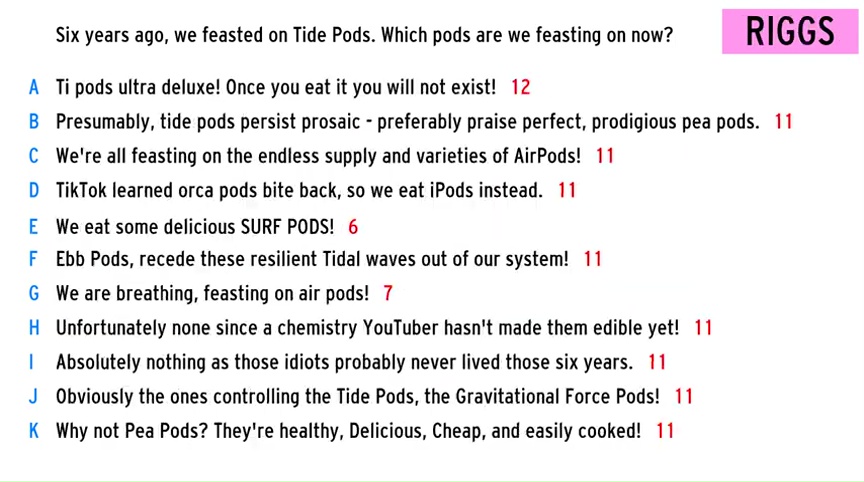 Six years ago, we feasted on Tide Pods. Which pods are we feasting on now?
RIGGS
A Ti pods ultra deluxe! Once you eat it you will not exist! 12
B Presumably, tide pods persist prosaic - preferably praise perfect, prodigious pea pods. 11
C We're all feasting on the endless supply and varieties of AirPods! 11
D TikTok learned orca pods bite back, so we eat iPods instead. 11
E We eat some delicious SURF PODS! 6
F Ebb Pods, recede these resilient Tidal waves out of our system! 11
G We are breathing, feasting on air pods! 7
H Unfortunately none since a chemistry YouTuber hasn't made them edible yet! 11
I Absolutely nothing as those idiots probably never lived those six years. 11
J Obviously the ones controlling the Tide Pods, the Gravitational Force Pods! 11
K Why not Pea Pods? They're healthy, Delicious, Cheap, and easily cooked! 11